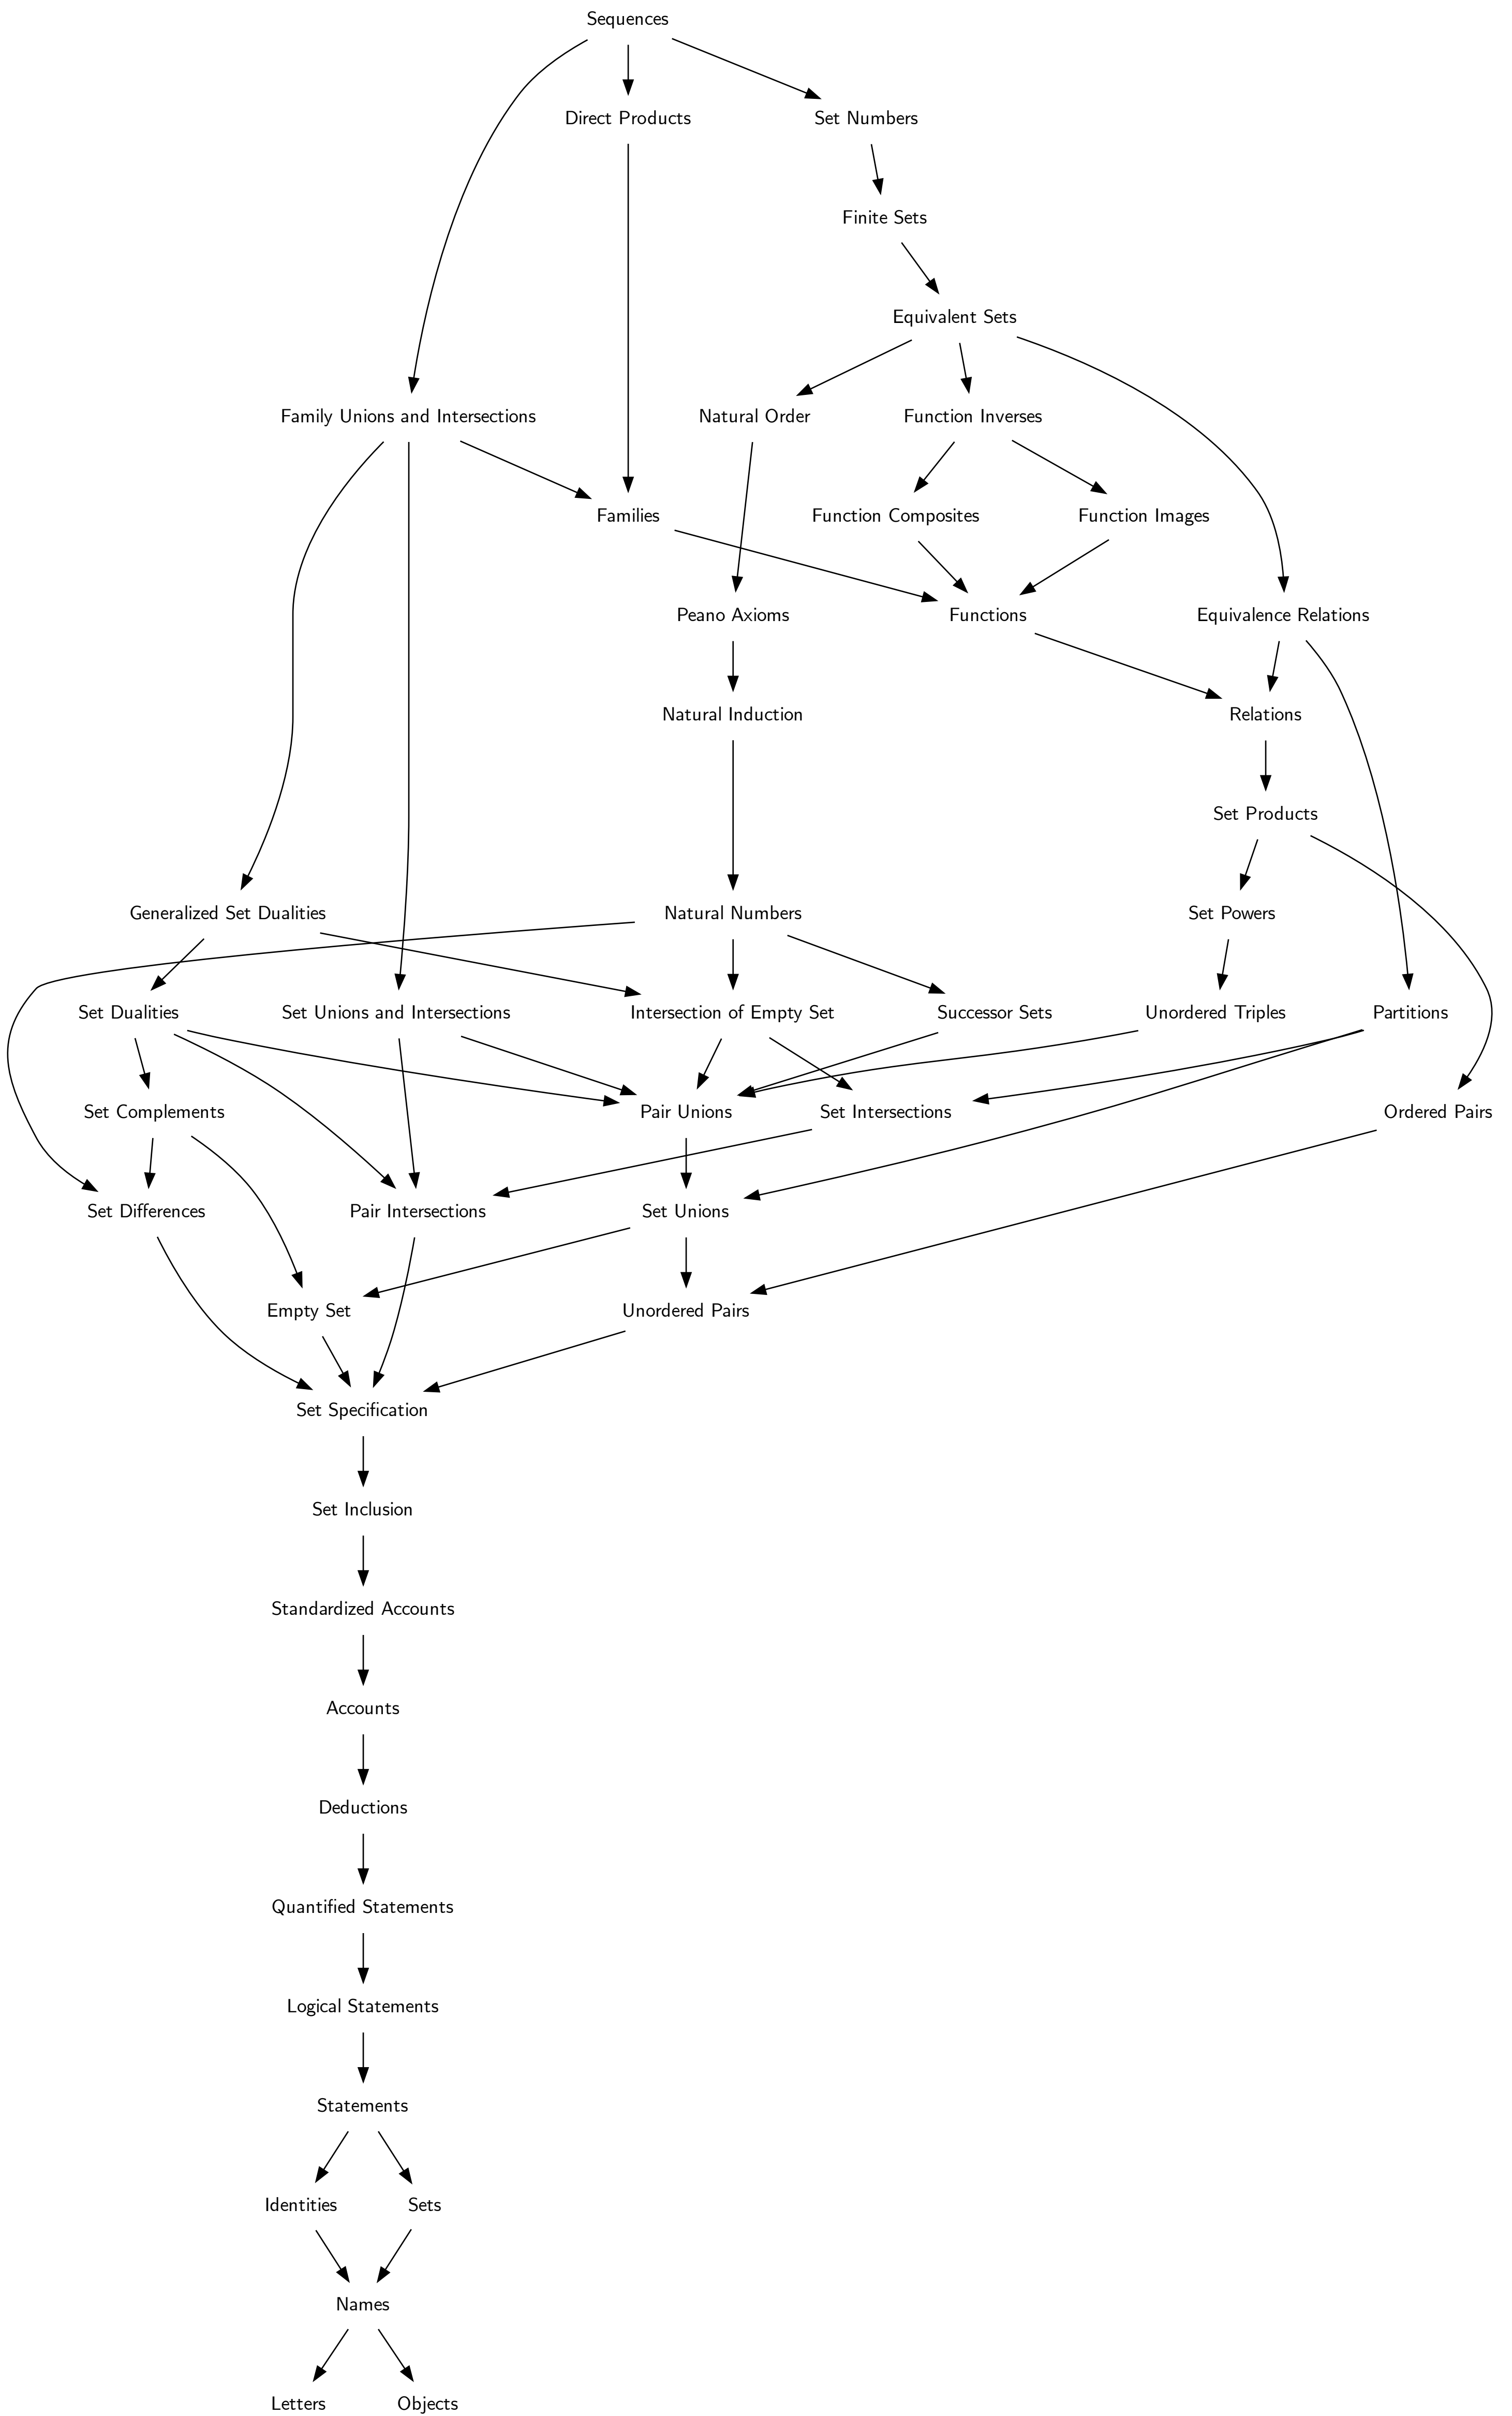 Sequences
Direct Products
Set Numbers
Finite Sets
Equivalent Sets
Family Unions and Intersections
Natural Order
Function Inverses
Families
Function Composites
Function Images
Peano Axioms
Functions
Equivalence Relations
Natural Induction
Relations
Set Products
Generalized Set Dualities
Natural Numbers
Set Powers
Set Dualities
Set Unions and Intersections
Intersection of Empty Set
Successor Sets
Unordered Triples
Partitions
Set Complements
Pair Unions
Set Intersections
Ordered Pairs
Set Differences
Pair Intersections
Set Unions
Empty Set
Unordered Pairs
Set Specification
Set Inclusion
Standardized Accounts
Accounts
Deductions
Quantified Statements
Logical Statements
Statements
Identities
Sets
Names
Letters
Objects